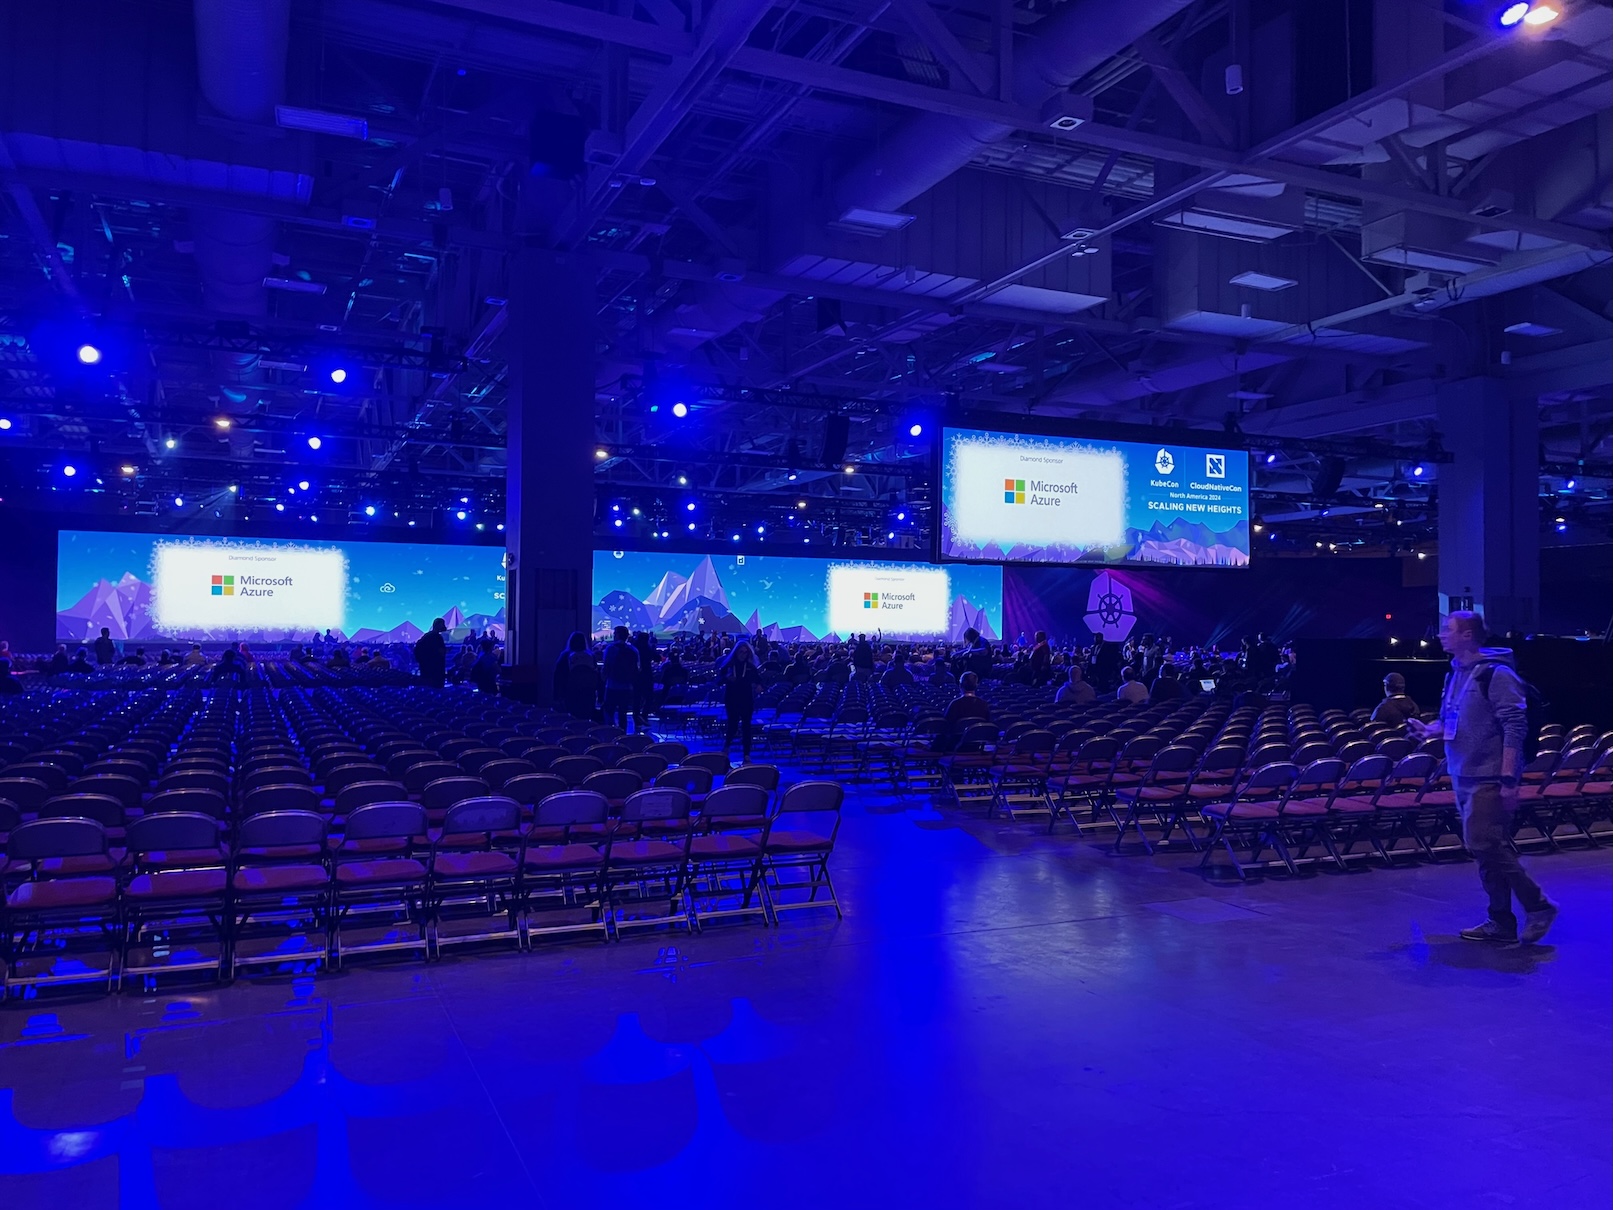 Diamond Sponsor
Microsoft
Azure
Ku
SC
Diamond Sponsor
Microsoft
Azure
Diamond Sponsor
Microsoft
Azure
KubeCon
CloudNativeCon
North America 2024
SCALING NEW HEIGHTS